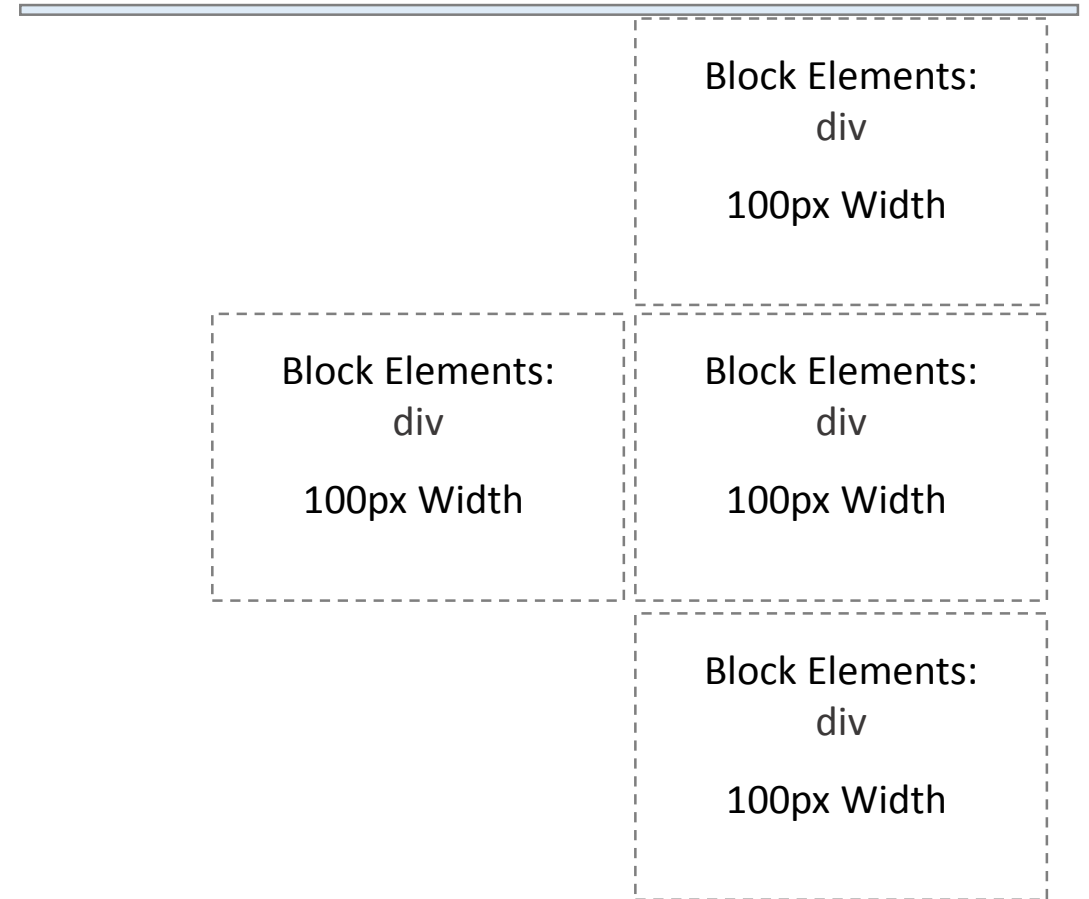 Block Elements:
div
100px Width
Block Elements:
div
100px Width
Block Elements:
div
100px Width
Block Elements:
div
100px Width